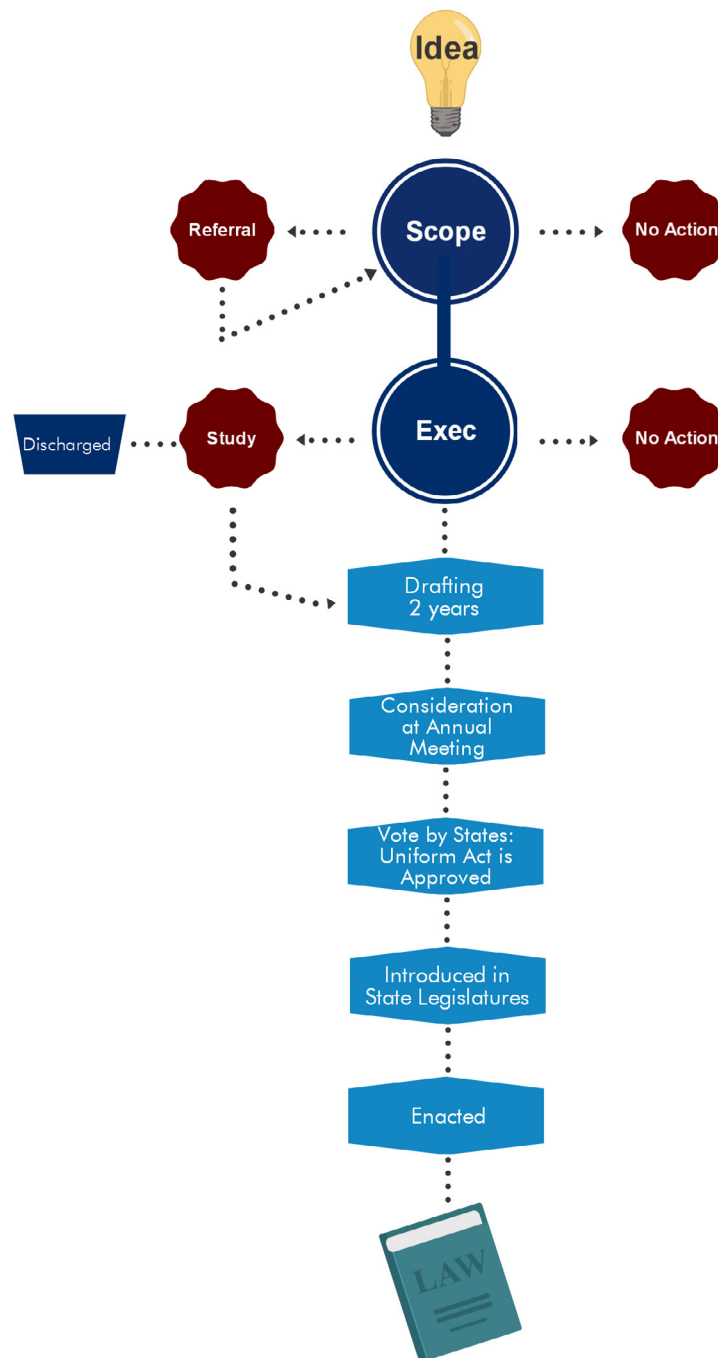 Idea
Referral
Scope
No Action
Discharged
Study
Exec
No Action
Drafting
2 years
Consideration
at Annual
Meeting
Vote by States:
Uniform Act is
Approved
Introduced in
State Legislatures
Enacted
LAW